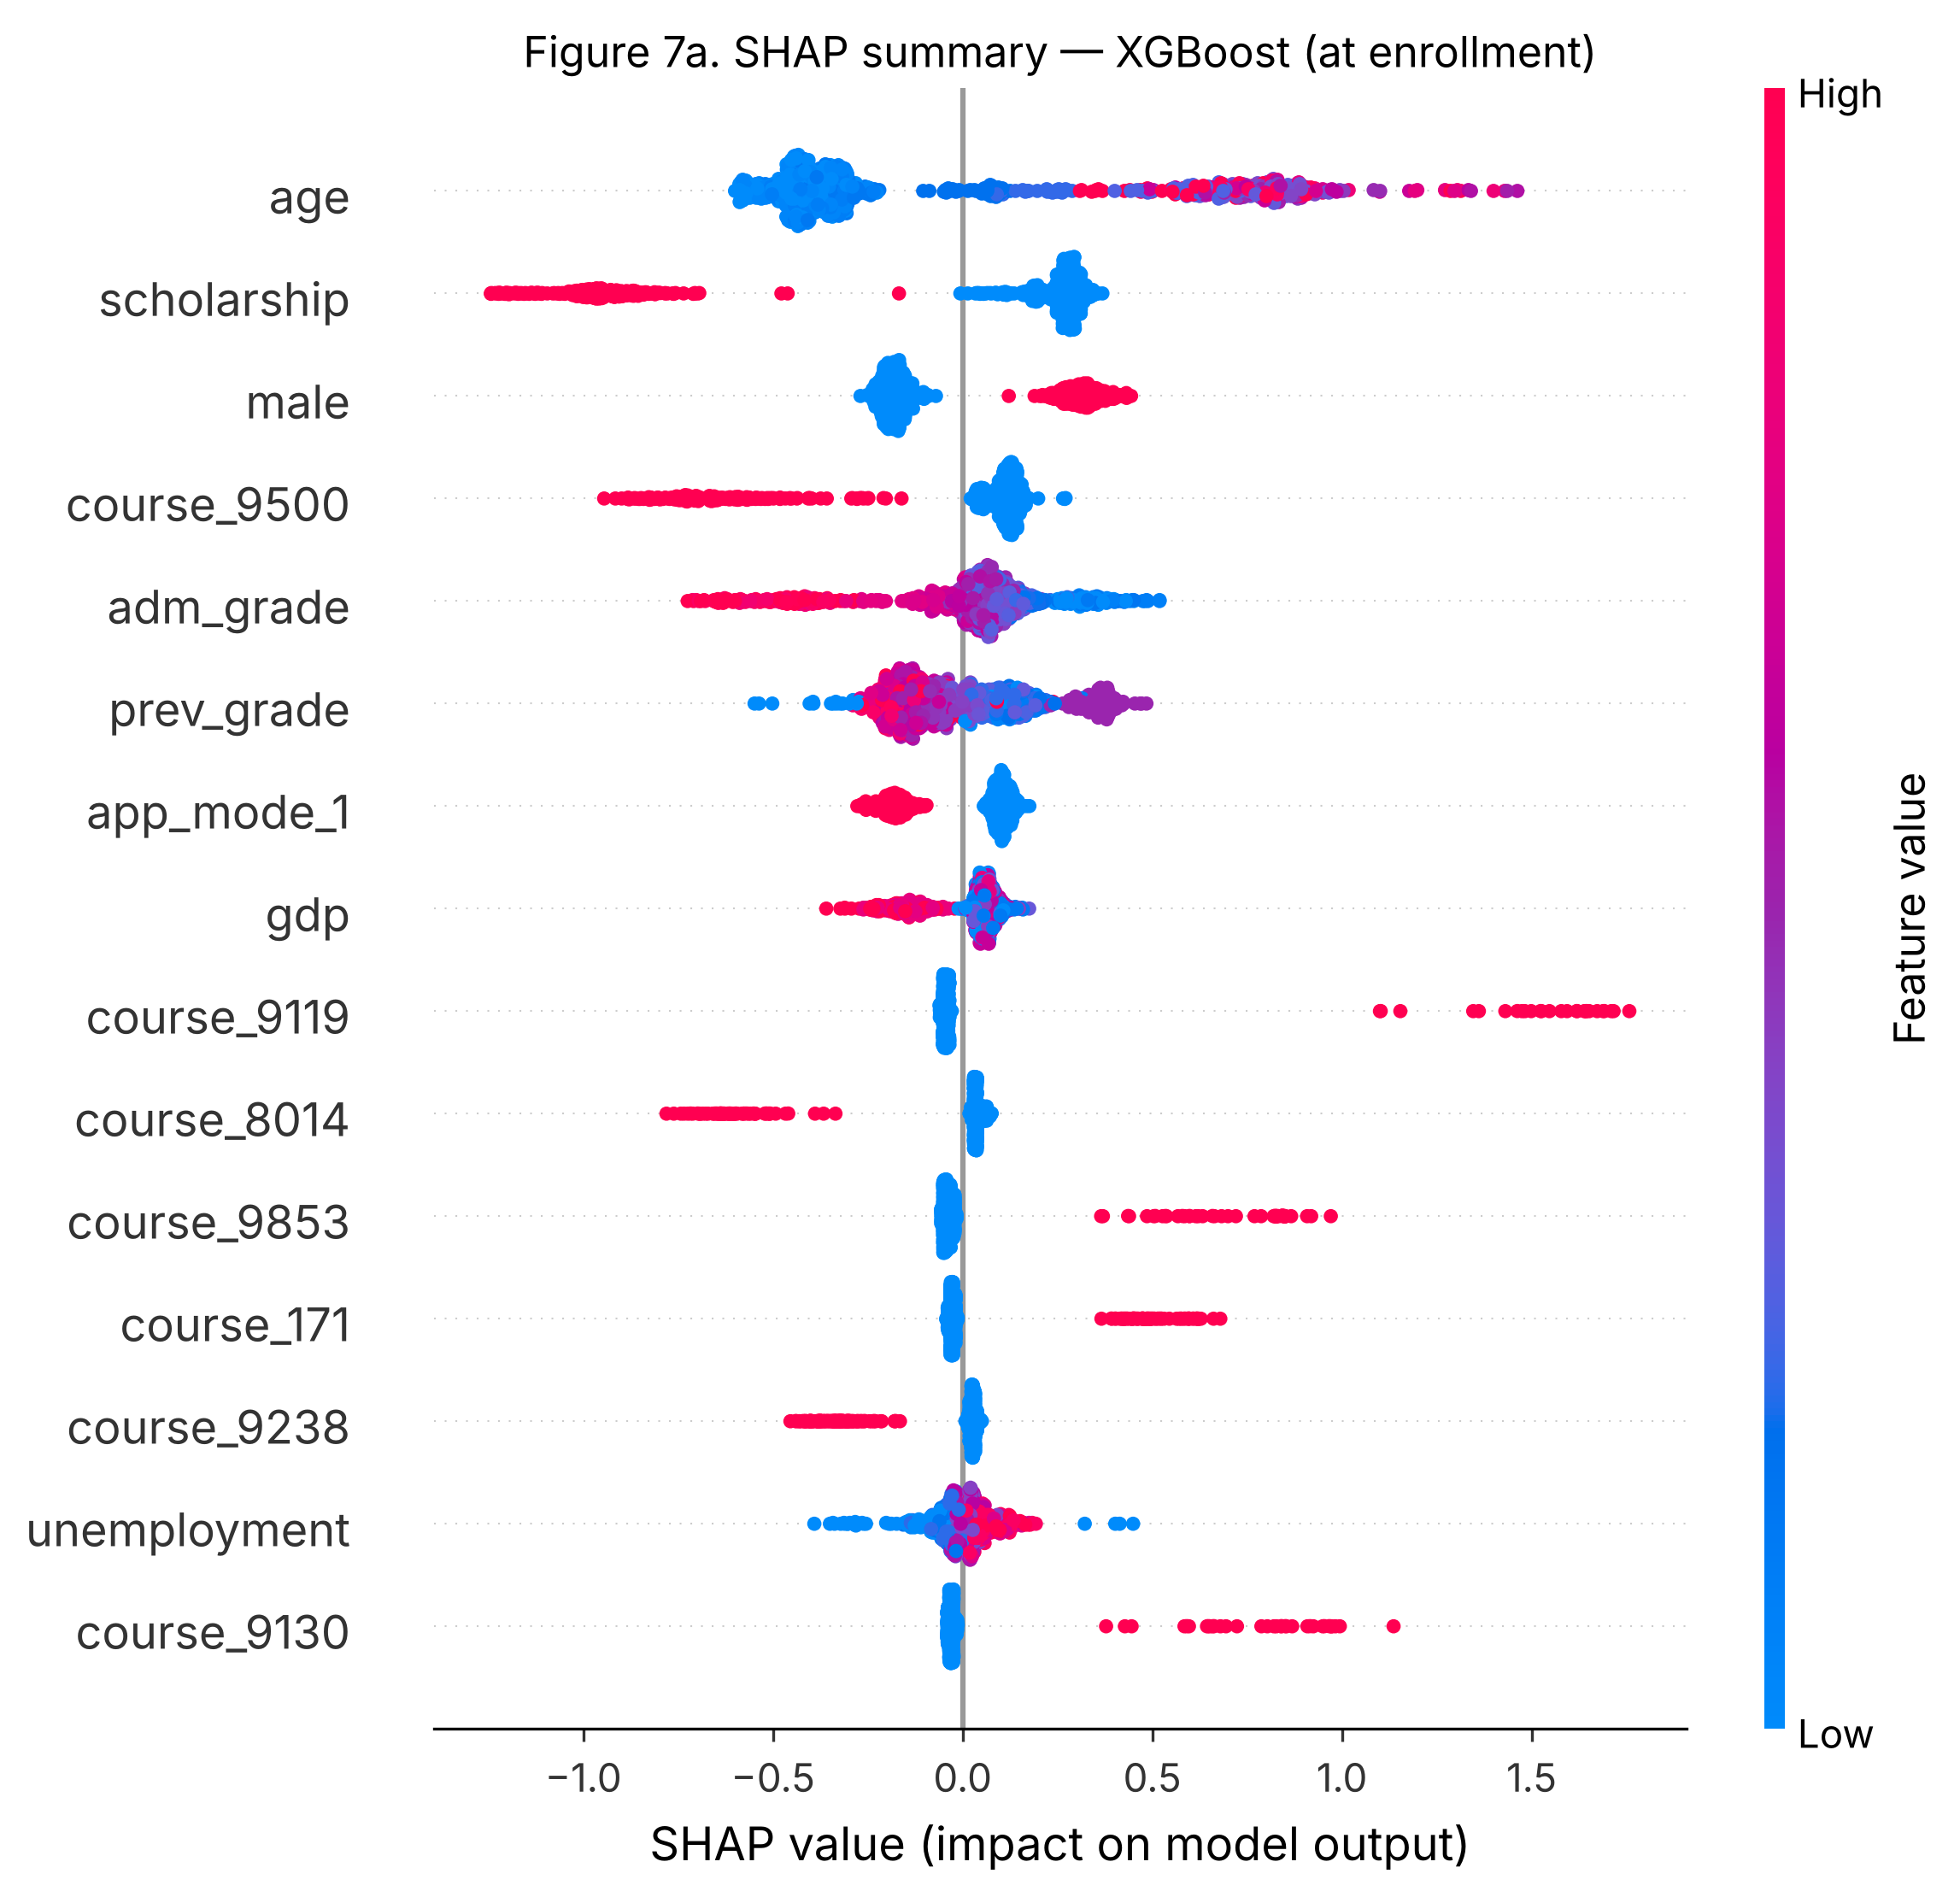 Figure 7a. SHAP summary — XGBoost (at enrollment)
High
age
scholarship
male
course_9500
adm_grade
prev_grade
app_mode_1
gdp
course_9119
course_8014
course_9853
course_171
course_9238
unemployment
course_9130
Feature value
Low
−1.0 −0.5 0.0 0.5 1.0 1.5
SHAP value (impact on model output)